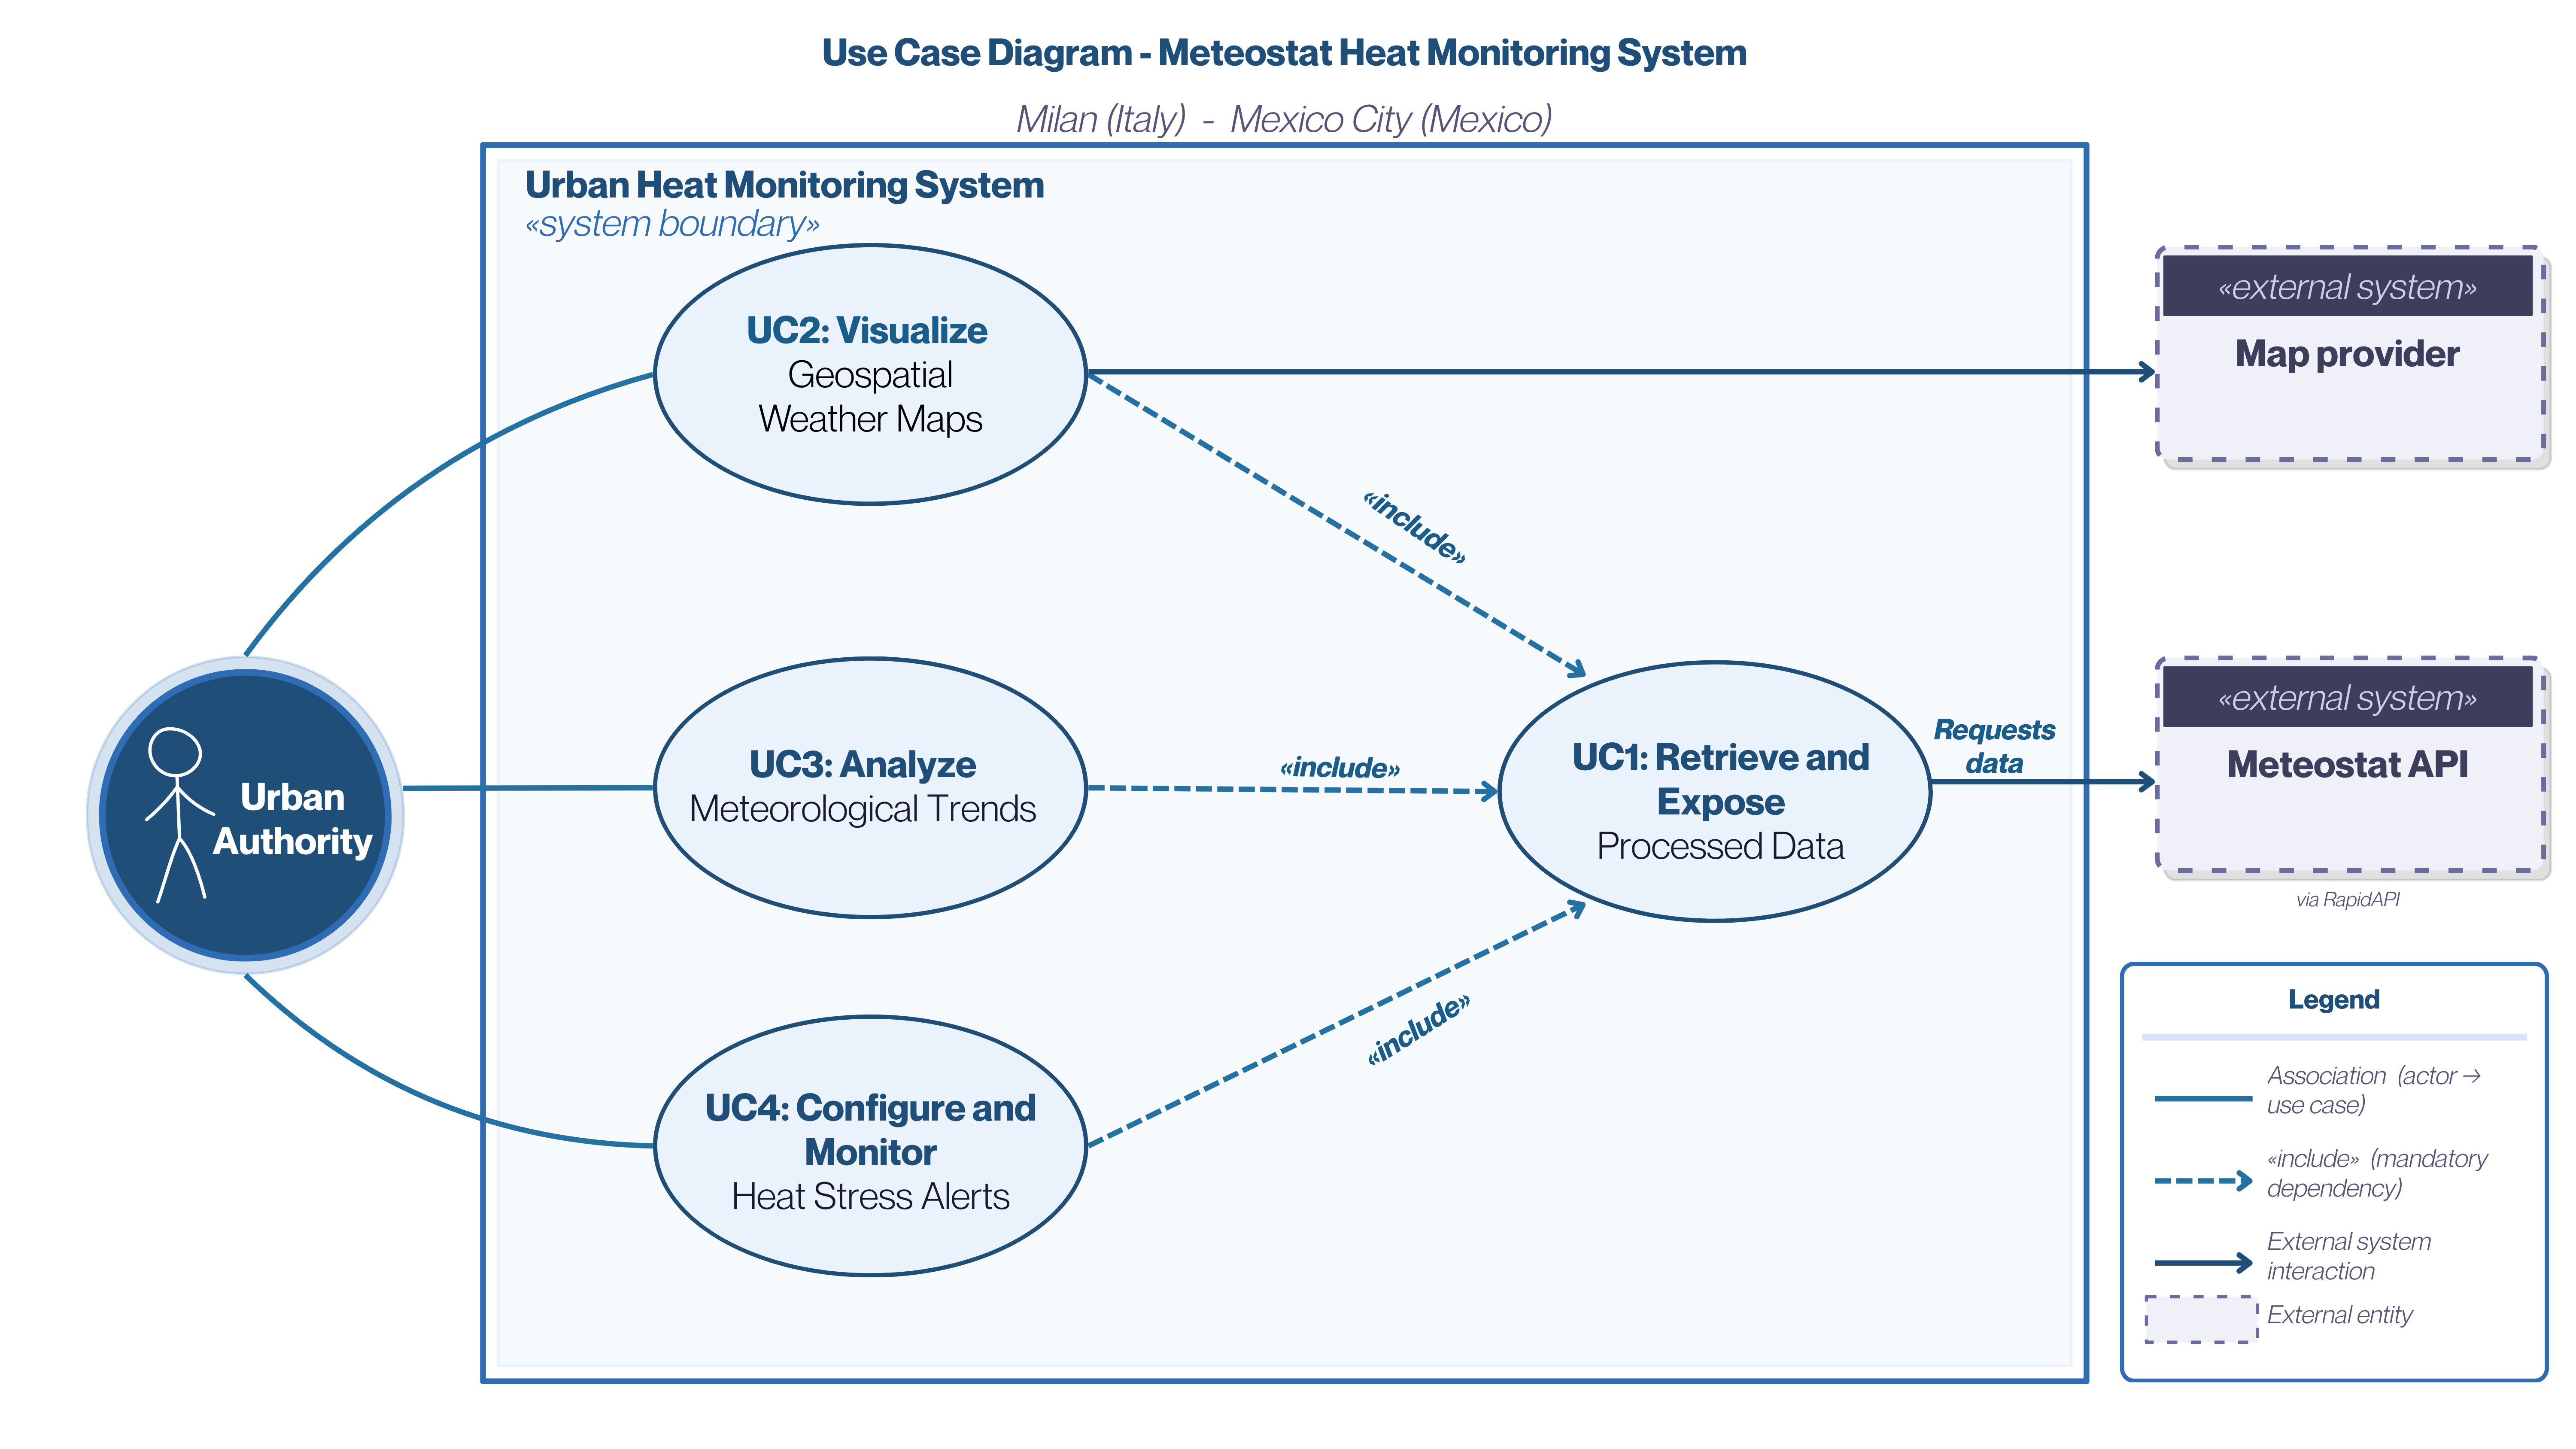 Use Case Diagram - Meteostat Heat Monitoring System
Milan (Italy) - Mexico City (Mexico)
Urban Heat Monitoring System
«system boundary»
UC2: Visualize
Geospatial
Weather Maps
«external system»
Map provider
«include»
Urban
Authority
UC3: Analyze
Meteorological Trends
«include»
UC1: Retrieve and
Expose
Processed Data
Requests
data
«external system»
Meteostat API
via RapidAPI
«include»
UC4: Configure and
Monitor
Heat Stress Alerts
Legend
Association (actor →
use case)
«include» (mandatory
dependency)
External system
interaction
External entity